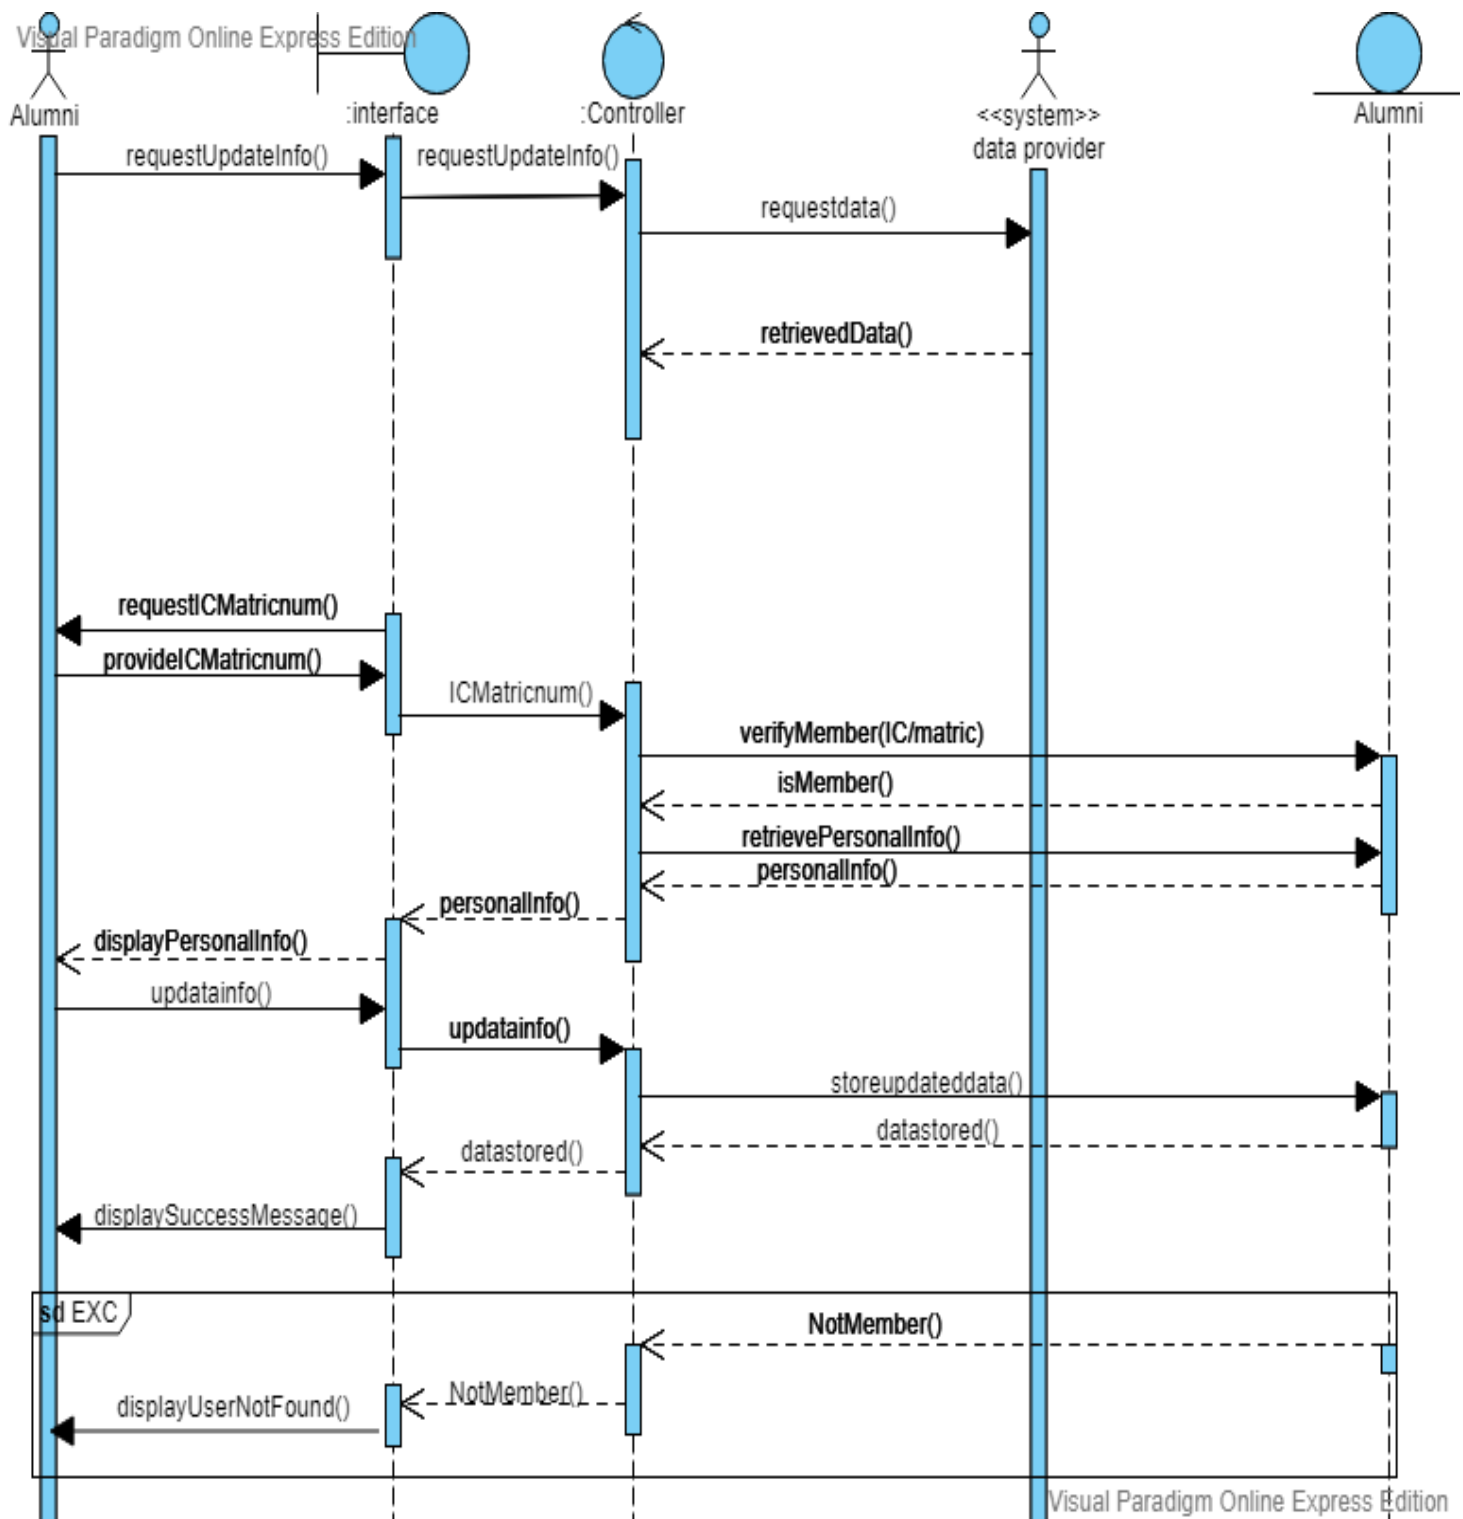 Visual Paradigm Online Express Edition
Alumni
:interface
:Controller
<<system>>
data provider
Alumni
requestUpdateInfo()
requestUpdateInfo()
requestdata()
retrievedData()
requestICMatricnum()
provideICMatricnum()
ICMatricnum()
verifyMember(IC/matric)
isMember()
retrievePersonalInfo()
personalInfo()
personalInfo()
displayPersonalInfo()
updatainfo()
updatainfo()
storeupdateddata()
datastored()
datastored()
displaySuccessMessage()
sd EXC
NotMember()
NotMember()
displayUserNotFound()
Visual Paradigm Online Express Edition